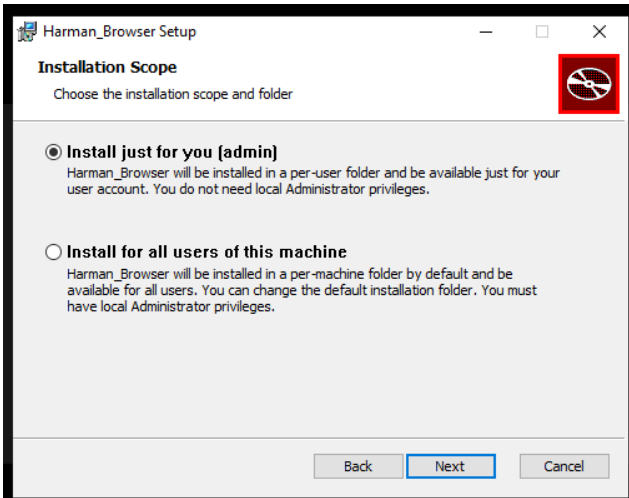 Harman_Browser Setup
Installation Scope
Choose the installation scope and folder
Install just for you (admin)
Harman_Browser will be installed in a per-user folder and be available just for your
user account. You do not need local Administrator privileges.
Install for all users of this machine
Harman_Browser will be installed in a per-machine folder by default and be
available for all users. You can change the default installation folder. You must
have local Administrator privileges.
Back Next Cancel